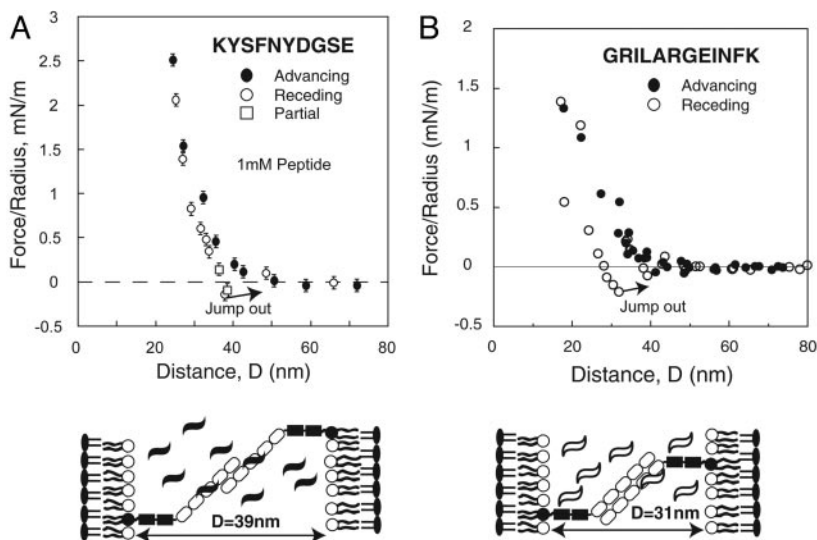 A
KYSFNYDGSE
Advancing
Receding
Partial
1mM Peptide
Jump out
Force/Radius, mN/m
3
2.5
2
1.5
1
0.5
0
-0.5
0 20 40 60 80
Distance, D (nm)
D=39nm
B
GRILARGEINFK
Advancing
Receding
Jump out
Force/Radius (mN/m)
2
1.5
1
0.5
0
-0.5
0 20 40 60 80
Distance, D (nm)
D=31nm